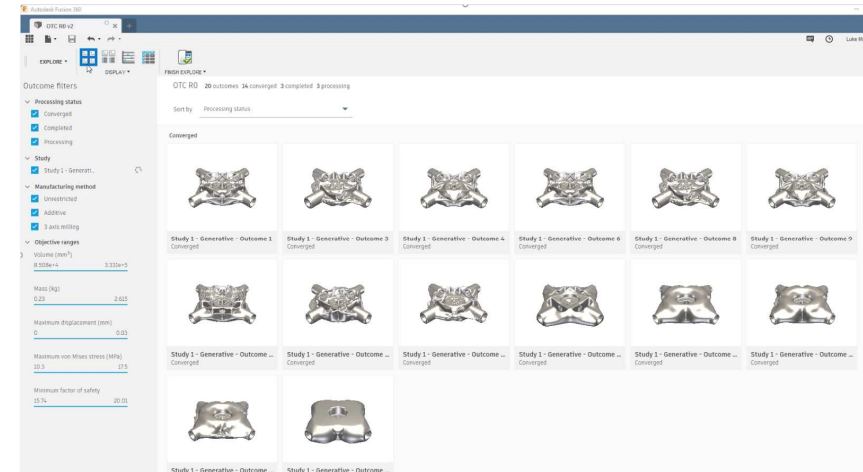 Autodesk Fusion 360
OTC R0 v2
EXPLORE
DISPLAY
FINISH EXPLORE
Outcome filters
Processing status
Converged
Completed
Processing
Study
Study 1 - Generati...
Manufacturing method
Unrestricted
Additive
3 axis milling
Objective ranges
Volume (mm³)
8.508e+4 3.331e+5
Mass (kg)
0.23 2.615
Maximum displacement (mm)
0 0.03
Maximum von Mises stress (MPa)
10.3 17.5
Minimum factor of safety
15.74 20.01
OTC R0 20 outcomes 14 converged 3 completed 3 processing
Sort by Processing status
Converged
Study 1 - Generative - Outcome 1
Converged
Study 1 - Generative - Outcome 3
Converged
Study 1 - Generative - Outcome 4
Converged
Study 1 - Generative - Outcome 6
Converged
Study 1 - Generative - Outcome 8
Converged
Study 1 - Generative - Outcome 9
Converged
Study 1 - Generative - Outcome ...
Converged
Study 1 - Generative - Outcome ...
Converged
Study 1 - Generative - Outcome ...
Converged
Study 1 - Generative - Outcome ...
Converged
Study 1 - Generative - Outcome ...
Converged
Study 1 - Generative - Outcome ...
Converged
Study 1 - Generative - Outcome ...
Study 1 - Generative - Outcome ...